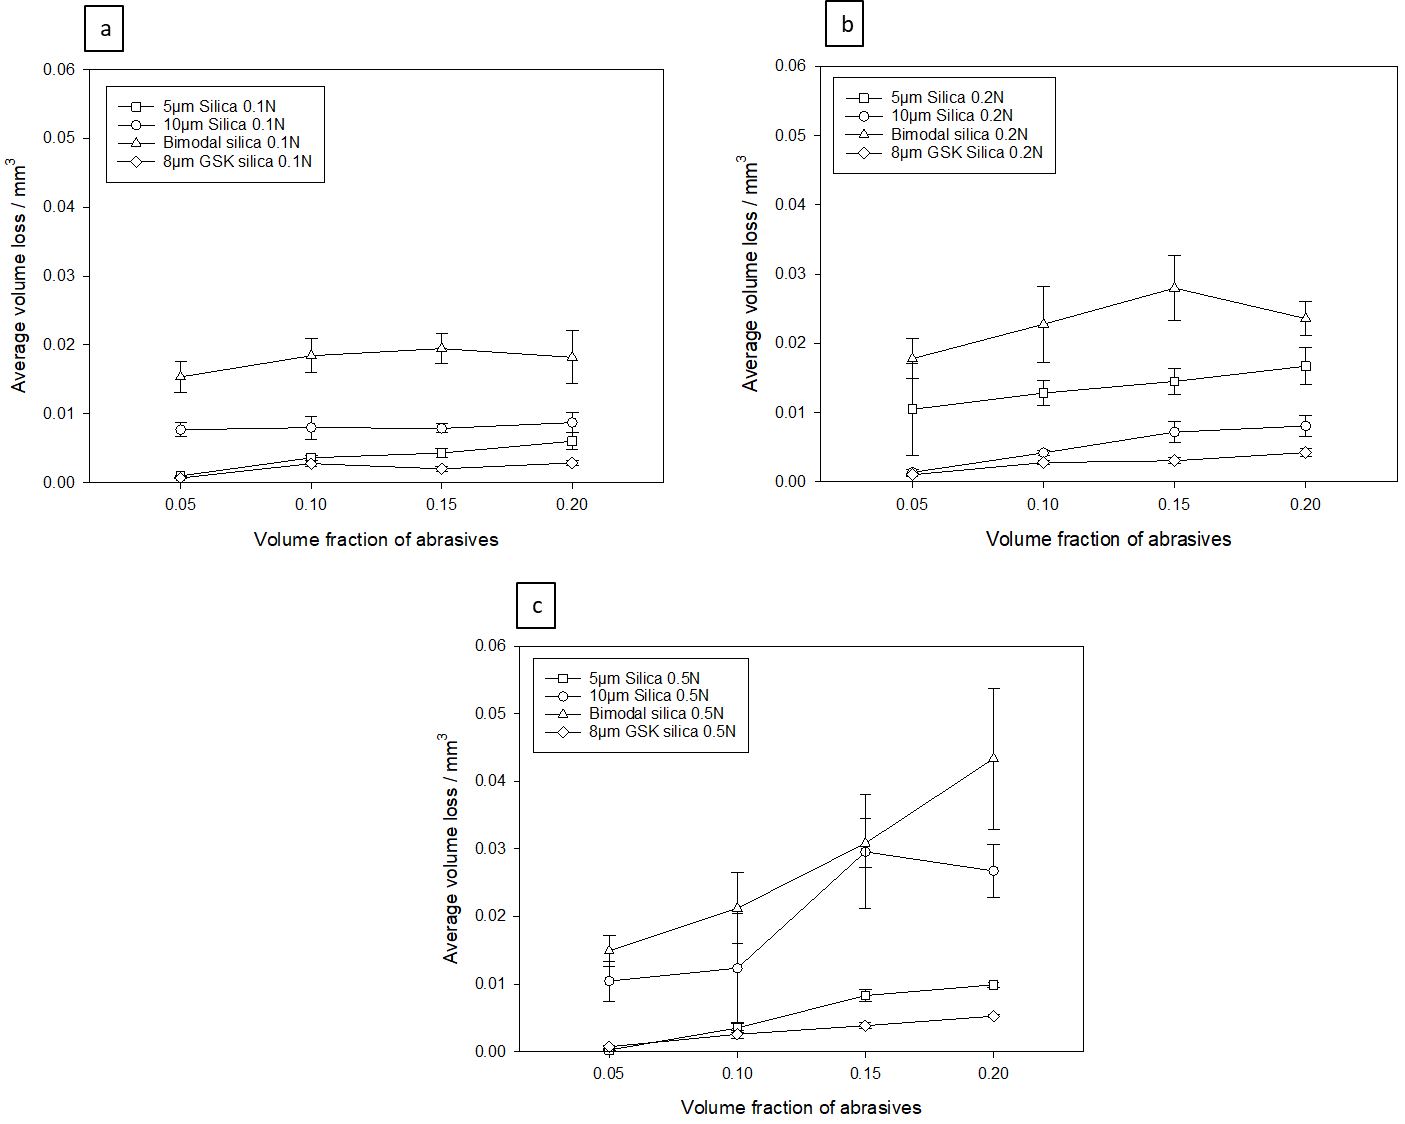 a
0.06
0.05
0.04
0.03
0.02
0.01
0.00
Average volume loss / mm³
5µm Silica 0.1N
10µm Silica 0.1N
Bimodal silica 0.1N
8µm GSK silica 0.1N
0.05 0.10 0.15 0.20
Volume fraction of abrasives
b
0.06
0.05
0.04
0.03
0.02
0.01
0.00
Average volume loss / mm³
5µm Silica 0.2N
10µm Silica 0.2N
Bimodal silica 0.2N
8µm GSK Silica 0.2N
0.05 0.10 0.15 0.20
Volume fraction of abrasives
c
0.06
0.05
0.04
0.03
0.02
0.01
0.00
Average volume loss / mm³
5µm Silica 0.5N
10µm Silica 0.5N
Bimodal silica 0.5N
8µm GSK silica 0.5N
0.05 0.10 0.15 0.20
Volume fraction of abrasives